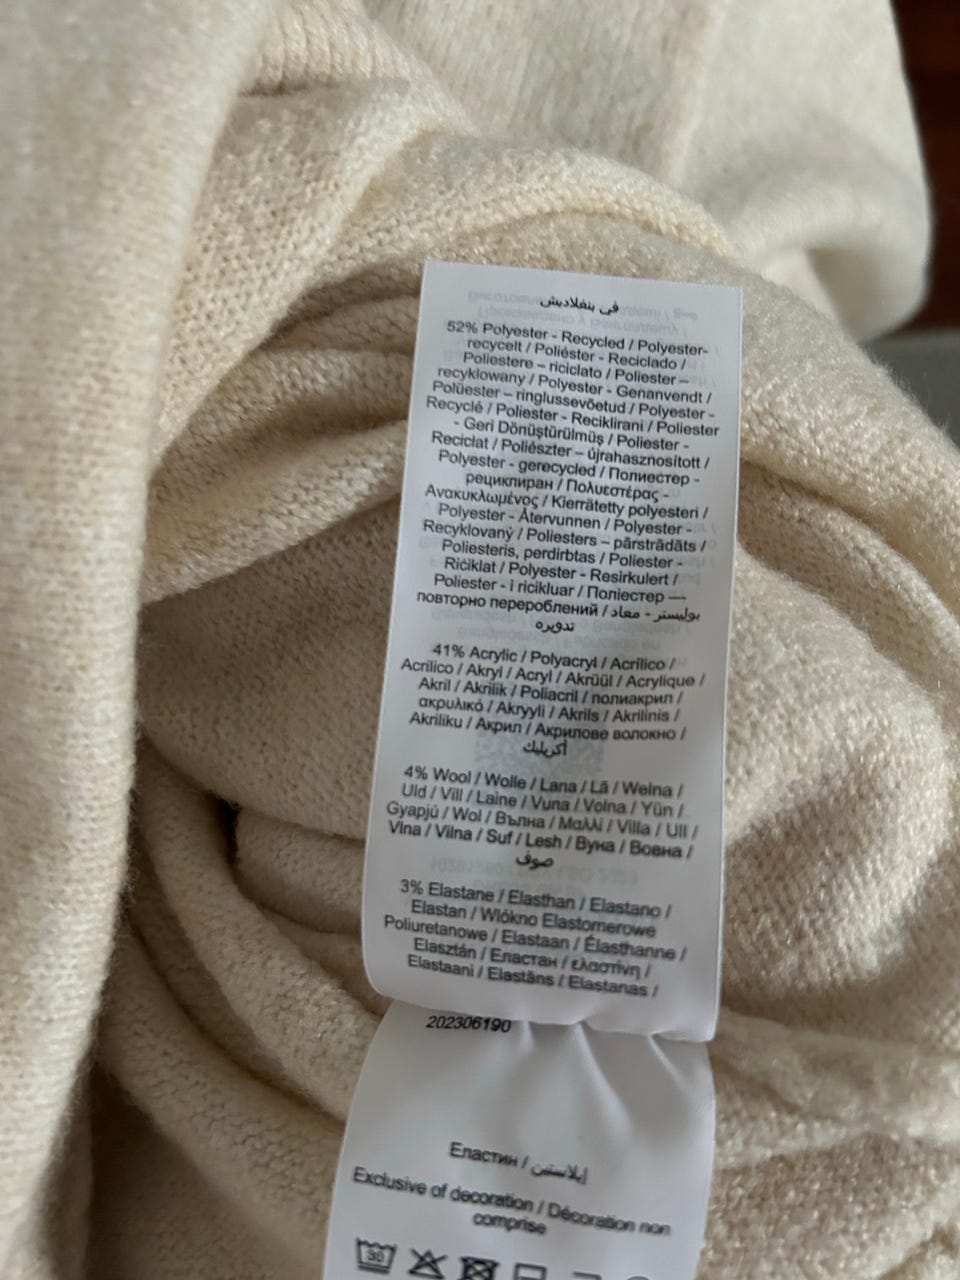 في بنغلاديش
52% Polyester - Recycled / Polyester-
recycelt / Poliéster - Reciclado /
Poliestere – riciclato / Poliester –
recyklowany / Polyester - Genanvendt /
Polüester – ringlussevõetud / Polyester -
Recyclé / Poliester - Reciklirani / Poliester
- Geri Dönüştürülmüş / Poliester -
Reciclat / Poliészter – újrahasznosított /
Polyester - gerecycled / Полиестер -
рециклиран / Πολυεστέρας -
Ανακυκλωμένος / Kierrätetty polyesteri /
Polyester - Återvunnen / Polyester -
Recyklovaný / Poliesters – pārstrādāts /
Poliesteris, perdirbtas / Poliester -
Riċiklat / Polyester - Resirkulert /
Poliester - i ricikluar / Поліестер —
повторно перероблений / بوليستر - معاد
تدويره
41% Acrylic / Polyacryl / Acrílico /
Acrilico / Akryl / Acryl / Akrüül / Acrylique /
Akril / Akrilik / Poliacril / полиакрил /
ακρυλικό / Akryyli / Akrils / Akrilinis /
Akriliku / Акрил / Акрилове волокно /
أكريليك
4% Wool / Wolle / Lana / Lã / Wełna /
Uld / Vill / Laine / Vuna / Volna / Yün /
Gyapjú / Wol / Вълна / Μαλλί / Villa / Ull /
Vlna / Vilna / Suf / Lesh / Вуна / Вовна /
صوف
3% Elastane / Elasthan / Elastano /
Elastan / Włókno Elastomerowe
Poliuretanowe / Elastaan / Élasthanne /
Elasztán / Еластан / ελαστίνη /
Elastaani / Elastāns / Elastanas /
202306190
Еластин / إيلاستين
Exclusive of decoration / Décoration non
comprise
30